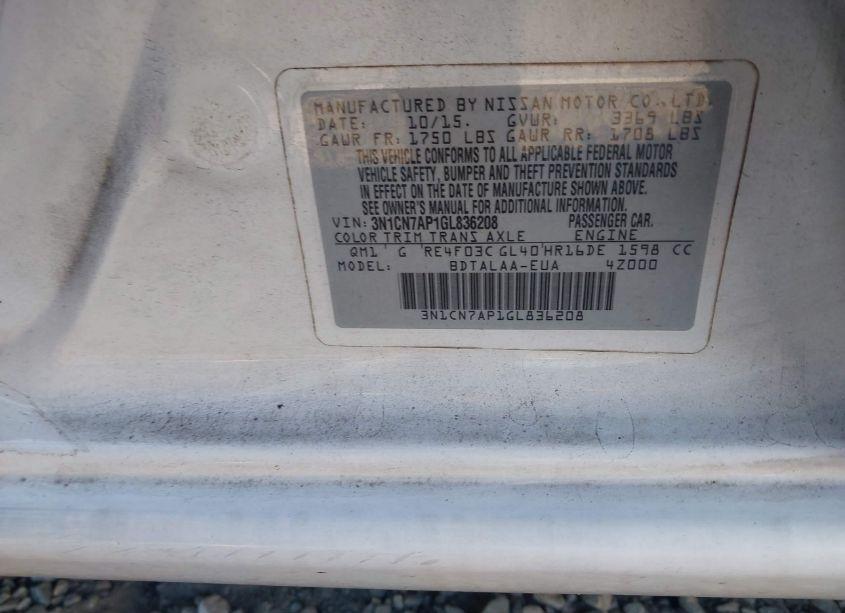 MANUFACTURED BY NISSAN MOTOR CO.,LTD.
DATE: 10/15. GVWR: 3369 LBS
GAWR FR: 1750 LBS GAWR RR: 1708 LBS
THIS VEHICLE CONFORMS TO ALL APPLICABLE FEDERAL MOTOR
VEHICLE SAFETY, BUMPER AND THEFT PREVENTION STANDARDS
IN EFFECT ON THE DATE OF MANUFACTURE SHOWN ABOVE.
SEE OWNER'S MANUAL FOR ADDITIONAL INFORMATION.
VIN: 3N1CN7AP1GL836208 PASSENGER CAR.
COLOR TRIM TRANS AXLE ENGINE
QM1 G RE4F03C GL40 HR16DE 1598 CC
MODEL: BDTALAA-EUA 4Z000
3N1CN7AP1GL836208